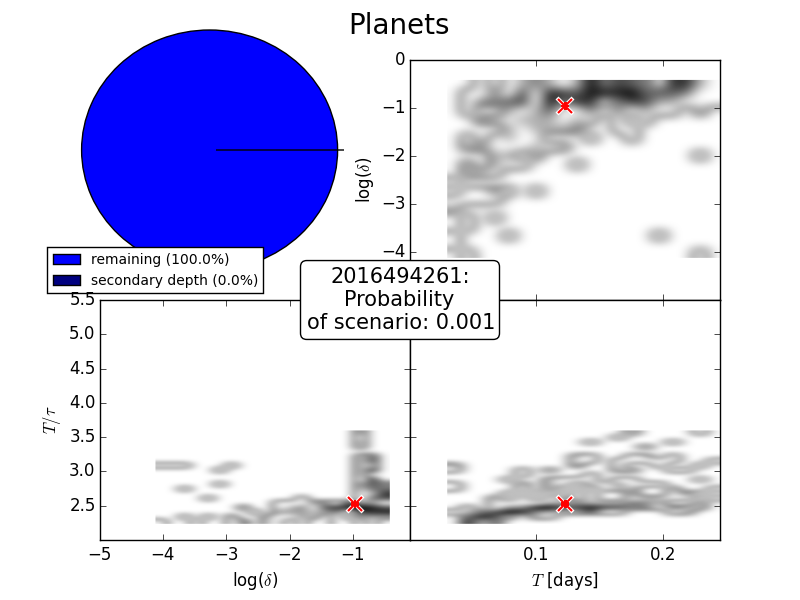 Planets
remaining (100.0%)
secondary depth (0.0%)
0
−1
−2
−3
−4
log(δ)
2016494261:
Probability
of scenario: 0.001
5.5
5.0
4.5
4.0
3.5
3.0
2.5
T/τ
−5 −4 −3 −2 −1
log(δ)
0.1 0.2
T [days]